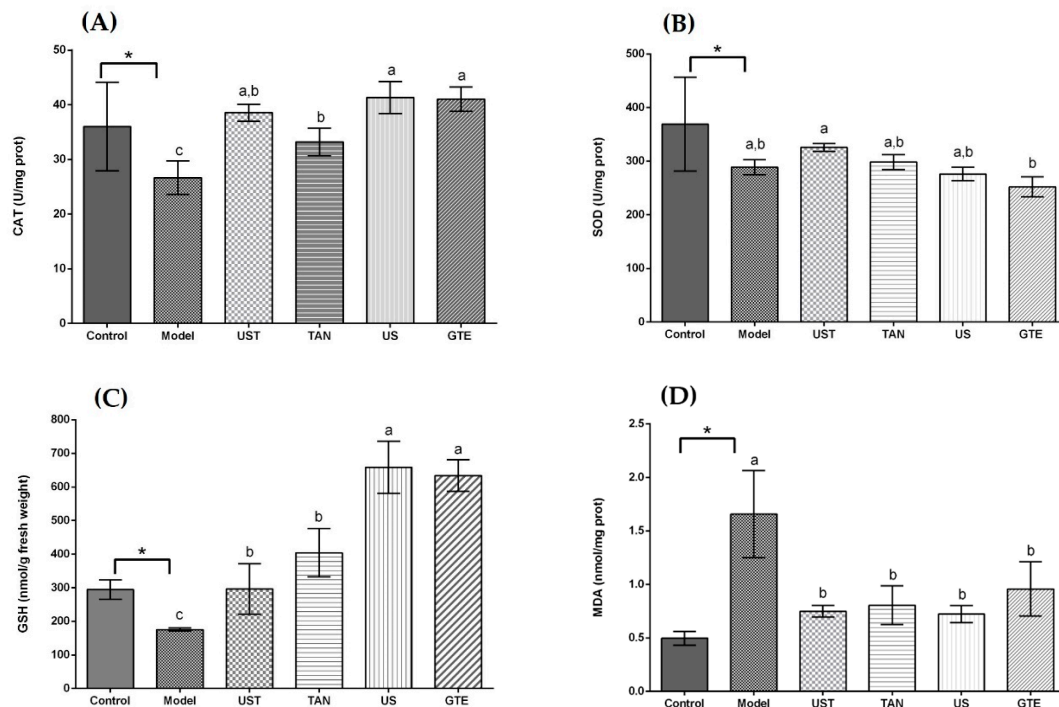 (A)
*
CAT (U/mg prot)
50
40
30
20
10
0
c
a,b
b
a
a
Control Model UST TAN US GTE
(B)
*
SOD (U/mg prot)
500
400
300
200
100
0
a,b
a
a,b
a,b
b
Control Model UST TAN US GTE
(C)
*
GSH (nmol/g fresh weight)
800
700
600
500
400
300
200
100
0
c
b
b
a
a
Control Model UST TAN US GTE
(D)
*
MDA (nmol/mg prot)
2.5
2.0
1.5
1.0
0.5
0.0
a
b
b
b
b
Control Model UST TAN US GTE